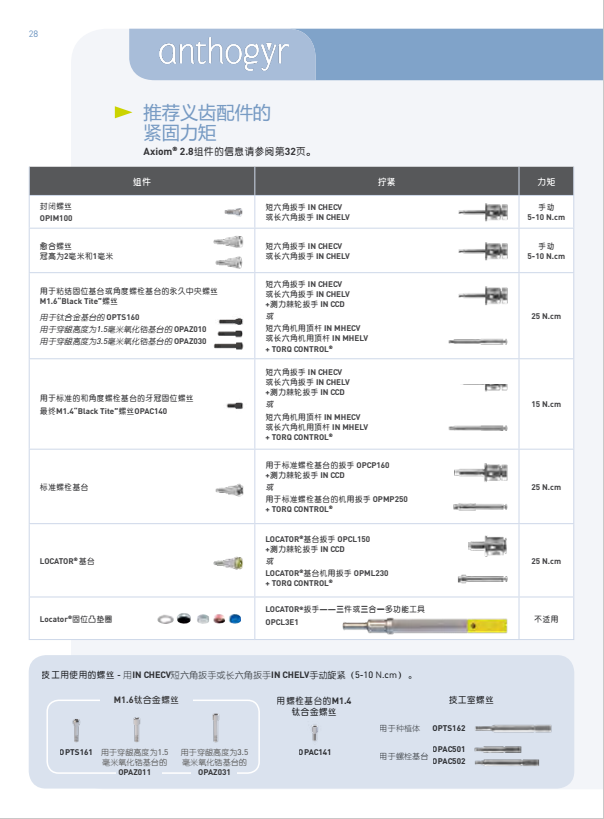 28
anthogyr
推荐义齿配件的
紧固力矩
Axiom® 2.8组件的信息请参阅第32页。
组件
拧紧
力矩
封闭螺丝
OPIM100
短六角扳手 IN CHECV
或长六角扳手 IN CHELV
手动
5-10 N.cm
愈合螺丝
冠高为2毫米和1毫米
短六角扳手 IN CHECV
或长六角扳手 IN CHELV
手动
5-10 N.cm
用于粘结固位基台或角度螺栓基台的永久中央螺丝
M1.6"Black Tite"螺丝
用于钛合金基台的 OPTS160
用于穿龈高度为1.5毫米氧化锆基台的 OPAZ010
用于穿龈高度为3.5毫米氧化锆基台的 OPAZ030
短六角扳手 IN CHECV
或长六角扳手 IN CHELV
+测力棘轮扳手 IN CCD
或
短六角机用顶杆 IN MHECV
或长六角机用顶杆 IN MHELV
+ TORQ CONTROL®
25 N.cm
用于标准的和角度螺栓基台的牙冠固位螺丝
最终M1.4"Black Tite"螺丝OPAC140
短六角扳手 IN CHECV
或长六角扳手 IN CHELV
+测力棘轮扳手 IN CCD
或
短六角机用顶杆 IN MHECV
或长六角机用顶杆 IN MHELV
+ TORQ CONTROL®
15 N.cm
标准螺栓基台
用于标准螺栓基台的扳手 OPCP160
+测力棘轮扳手 IN CCD
或
用于标准螺栓基台的机用扳手 OPMP250
+ TORQ CONTROL®
25 N.cm
LOCATOR®基台
LOCATOR®基台扳手 OPCL150
+测力棘轮扳手 IN CCD
或
LOCATOR®基台机用扳手 OPML230
+ TORQ CONTROL®
25 N.cm
Locator®固位凸垫圈
LOCATOR®扳手——三件或三合一多功能工具
OPCL3E1
不适用
技工用使用的螺丝 - 用IN CHECV短六角扳手或长六角扳手IN CHELV手动旋紧（5-10 N.cm）。
M1.6钛合金螺丝
OPTS161
用于穿龈高度为1.5
毫米氧化锆基台的
OPAZ011
用于穿龈高度为3.5
毫米氧化锆基台的
OPAZ031
用螺栓基台的M1.4
钛合金螺丝
OPAC141
技工室螺丝
用于种植体 OPTS162
用于螺栓基台 OPAC501
OPAC502